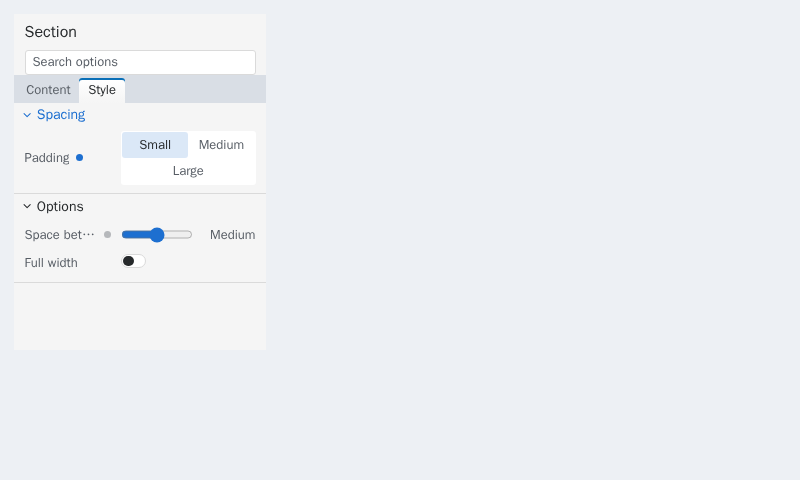 Section
Search options
Content Style
Spacing
Padding Small Medium
Large
Options
Space bet… Medium
Full width